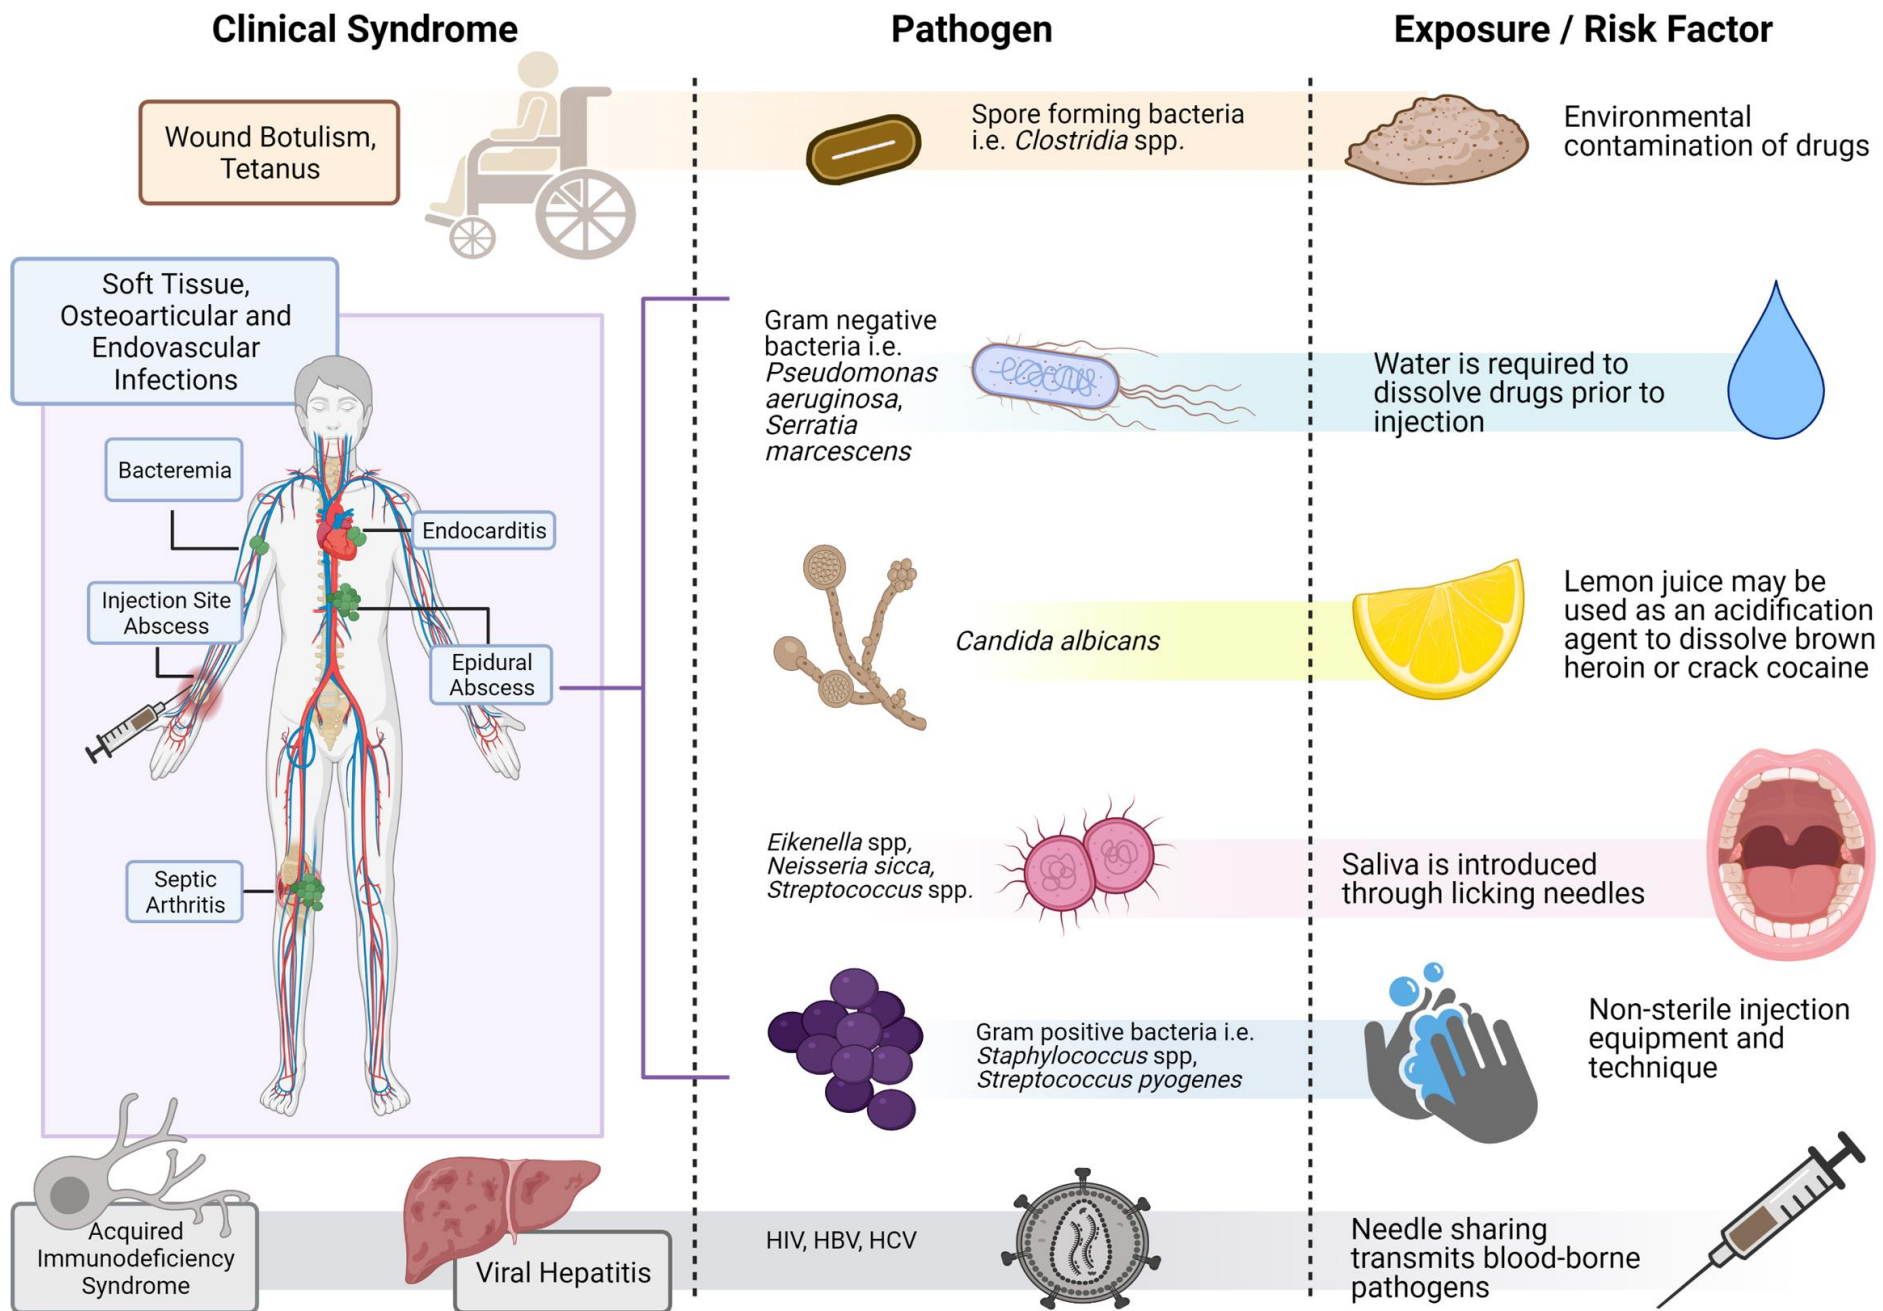 Clinical Syndrome
Pathogen
Exposure / Risk Factor
Wound Botulism,
Tetanus
Spore forming bacteria
i.e. Clostridia spp.
Environmental
contamination of drugs
Soft Tissue,
Osteoarticular and
Endovascular
Infections
Bacteremia
Endocarditis
Injection Site
Abscess
Epidural
Abscess
Septic
Arthritis
Gram negative
bacteria i.e.
Pseudomonas
aeruginosa,
Serratia
marcescens
Water is required to
dissolve drugs prior to
injection
Candida albicans
Lemon juice may be
used as an acidification
agent to dissolve brown
heroin or crack cocaine
Eikenella spp,
Neisseria sicca,
Streptococcus spp.
Saliva is introduced
through licking needles
Gram positive bacteria i.e.
Staphylococcus spp,
Streptococcus pyogenes
Non-sterile injection
equipment and
technique
Acquired
Immunodeficiency
Syndrome
Viral Hepatitis
HIV, HBV, HCV
Needle sharing
transmits blood-borne
pathogens